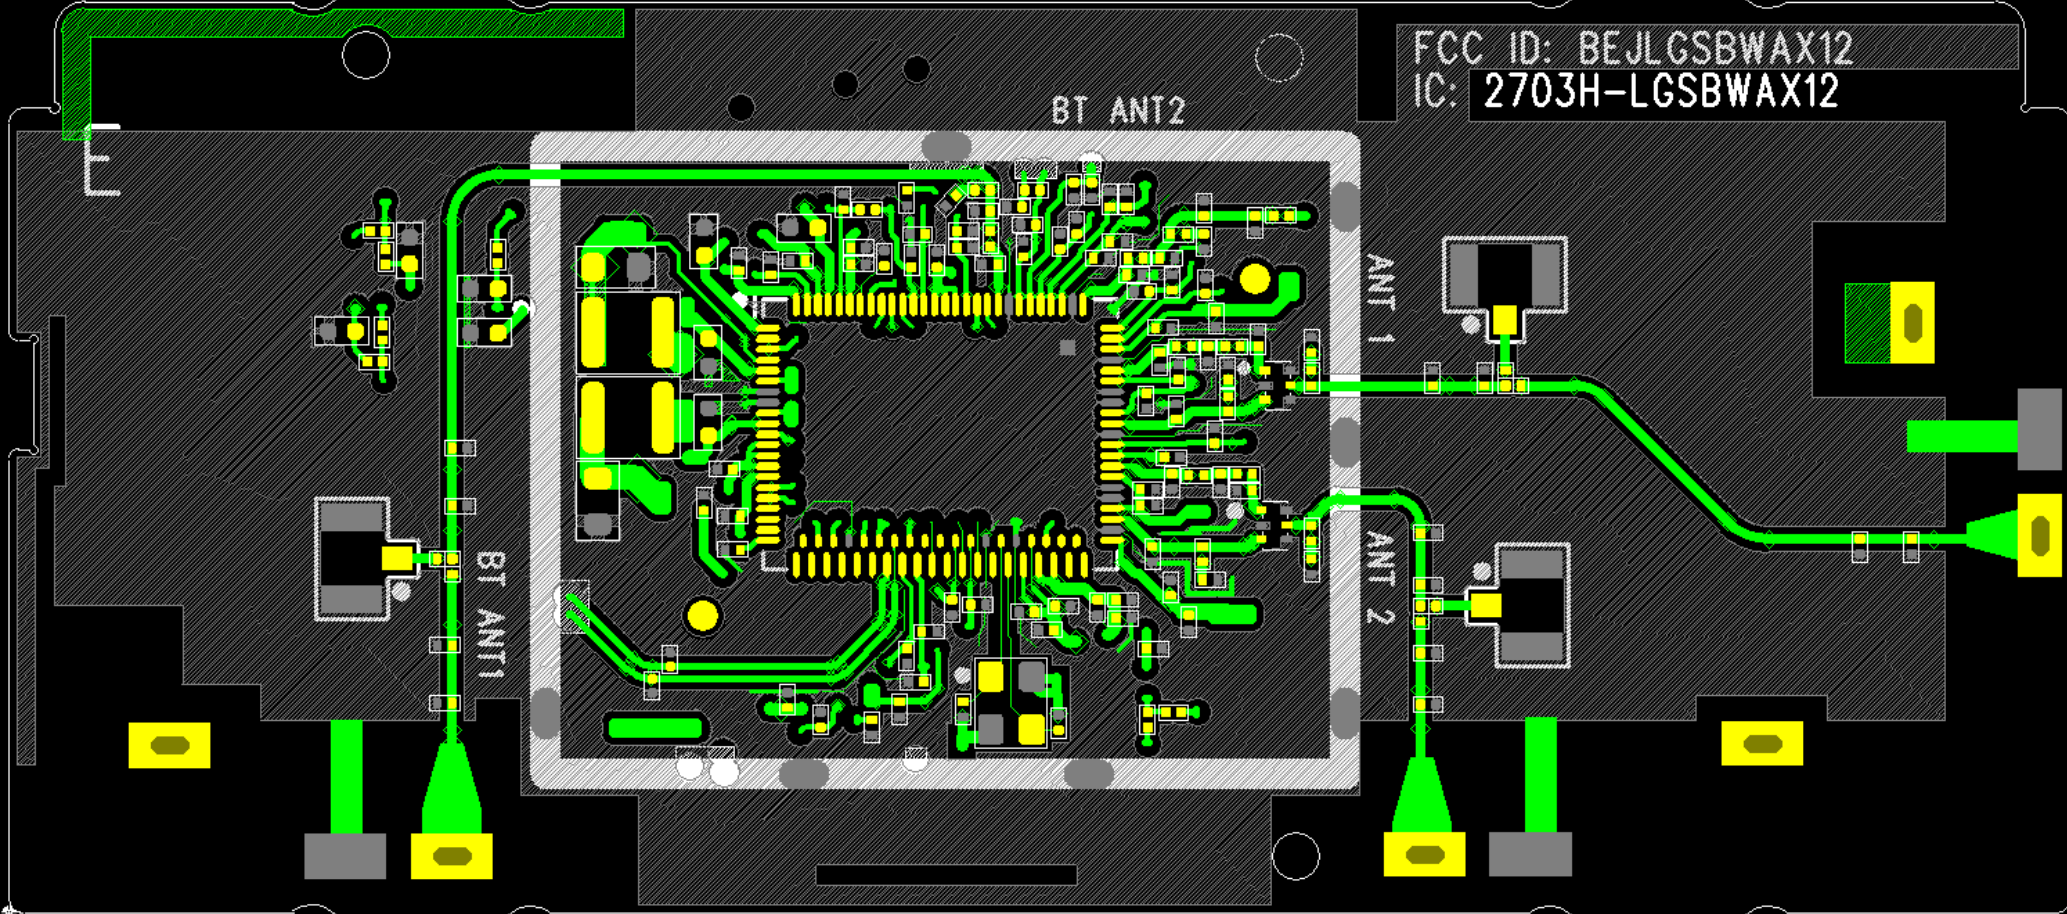 FCC ID: BEJLGSBWAX12
IC: 2703H-LGSBWAX12
BT ANT2
ANT 1
BT ANT1
ANT 2